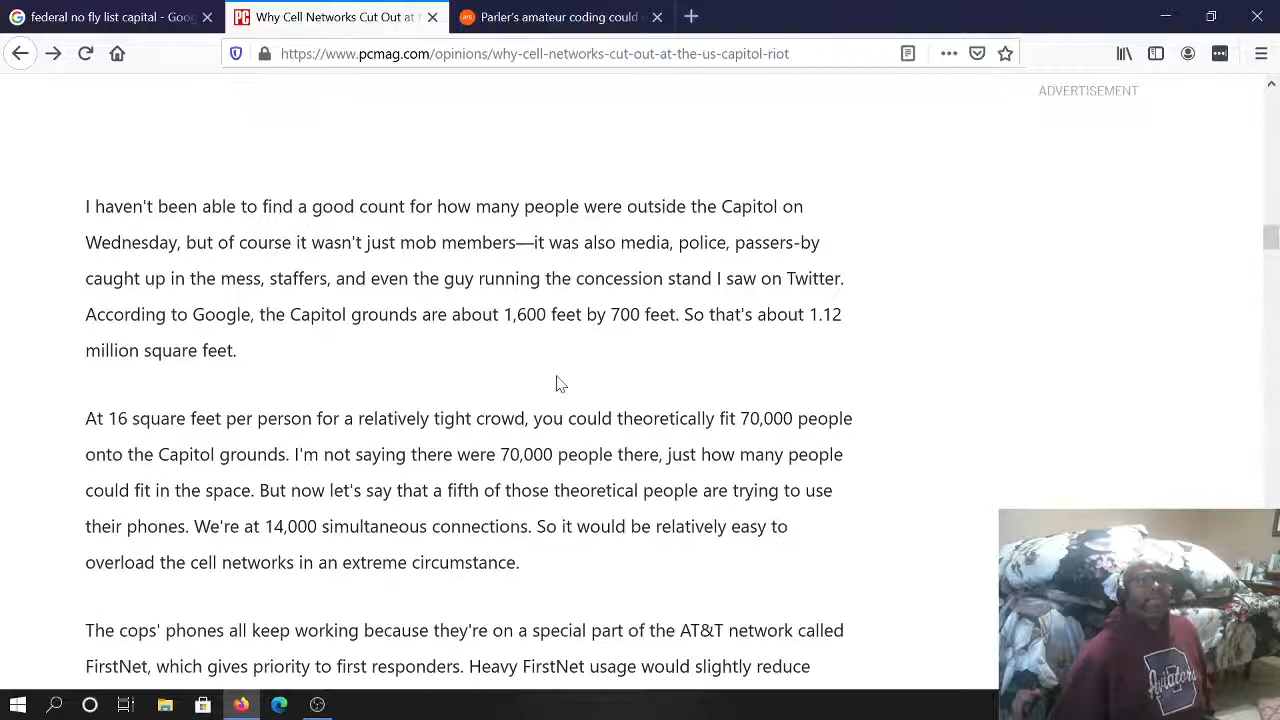 federal no fly list capital - Goo
Why Cell Networks Cut Out at
Parler's amateur coding could
https://www.pcmag.com/opinions/why-cell-networks-cut-out-at-the-us-capitol-riot
ADVERTISEMENT
I haven't been able to find a good count for how many people were outside the Capitol on
Wednesday, but of course it wasn't just mob members—it was also media, police, passers-by
caught up in the mess, staffers, and even the guy running the concession stand I saw on Twitter.
According to Google, the Capitol grounds are about 1,600 feet by 700 feet. So that's about 1.12
million square feet.
At 16 square feet per person for a relatively tight crowd, you could theoretically fit 70,000 people
onto the Capitol grounds. I'm not saying there were 70,000 people there, just how many people
could fit in the space. But now let's say that a fifth of those theoretical people are trying to use
their phones. We're at 14,000 simultaneous connections. So it would be relatively easy to
overload the cell networks in an extreme circumstance.
The cops' phones all keep working because they're on a special part of the AT&T network called
FirstNet, which gives priority to first responders. Heavy FirstNet usage would slightly reduce
Aviators